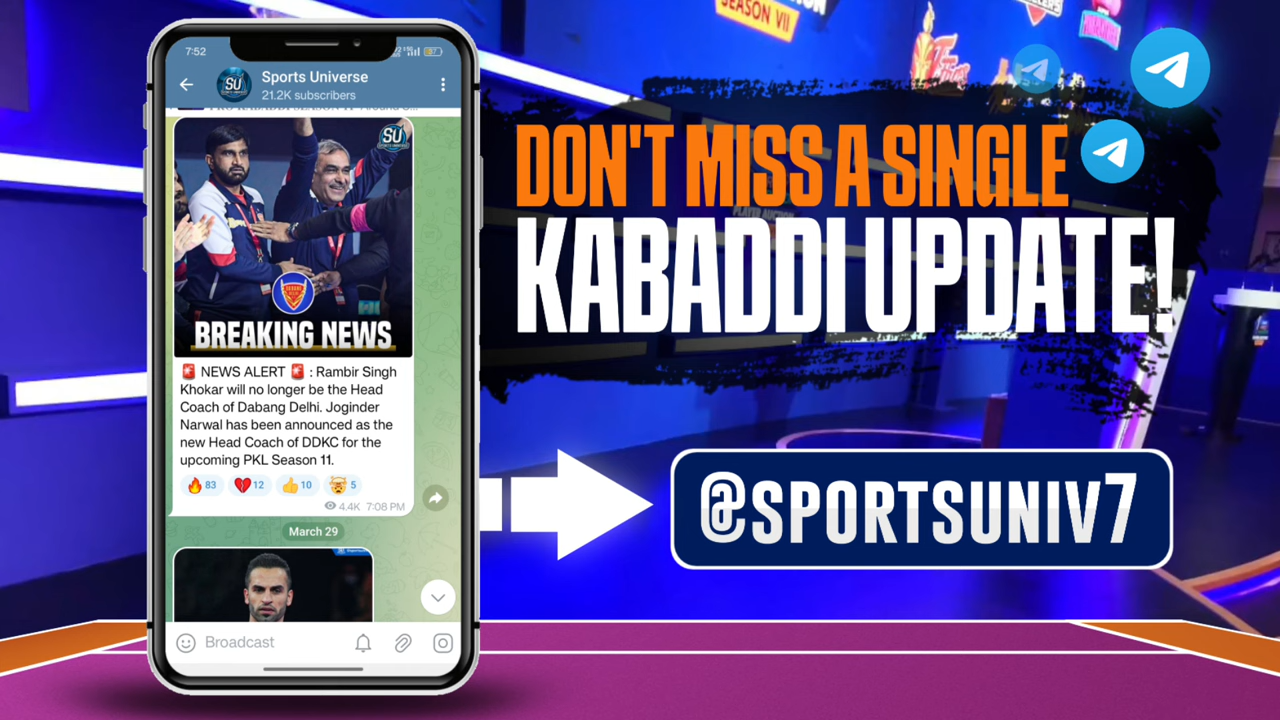 SEASON VII
7:52
Sports Universe
21.2K subscribers
SU
SU
BREAKING NEWS
🚨 NEWS ALERT 🚨 : Rambir Singh
Khokar will no longer be the Head
Coach of Dabang Delhi. Joginder
Narwal has been announced as the
new Head Coach of DDKC for the
upcoming PKL Season 11.
🔥 83 💔 12 👍 10 🤯 5
4.4K 7:08 PM
March 29
Broadcast
DON'T MISS A SINGLE
KABADDI UPDATE!
@SPORTSUNIV7